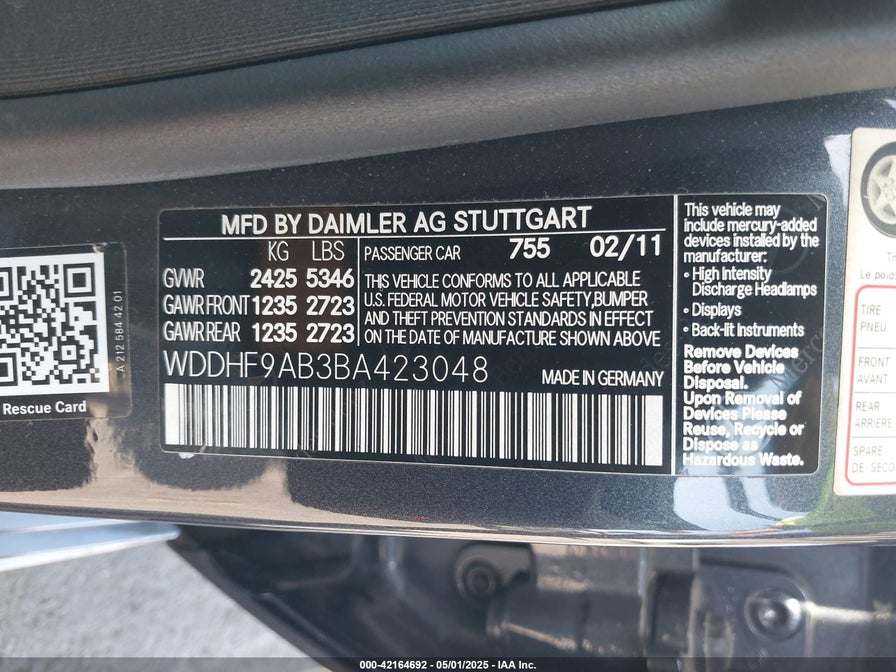 MFD BY DAIMLER AG STUTTGART
KG LBS
GVWR 2425 5346
GAWR FRONT 1235 2723
GAWR REAR 1235 2723
PASSENGER CAR 755 02/11
THIS VEHICLE CONFORMS TO ALL APPLICABLE
U.S. FEDERAL MOTOR VEHICLE SAFETY,BUMPER
AND THEFT PREVENTION STANDARDS IN EFFECT
ON THE DATE OF MANUFACTURE SHOWN ABOVE
WDDHF9AB3BA423048
MADE IN GERMANY
This vehicle may
include mercury-added
devices installed by the
manufacturer:
• High Intensity
Discharge Headlamps
• Displays
• Back-lit Instruments
Remove Devices
Before Vehicle
Disposal.
Upon Removal of
Devices Please
Reuse, Recycle or
Dispose as
Hazardous Waste.
A 212 584 42 01
Rescue Card
Le poids
TIRE
PNEU
FRONT
AVANT
REAR
ARRIÈRE
SPARE
DE SECOU
000-42164692 — 05/01/2025 — IAA Inc.